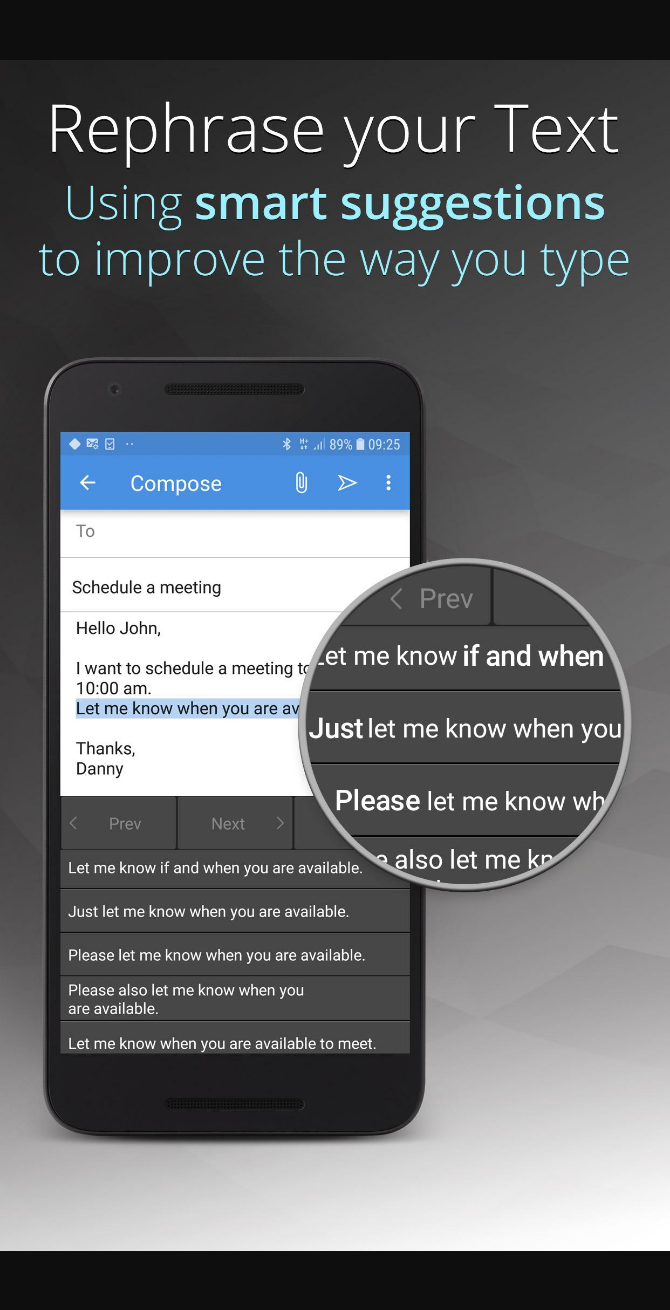 Rephrase your Text
Using smart suggestions
to improve the way you type
89% 09:25
Compose
To
Schedule a meeting
Hello John,
I want to schedule a meeting
10:00 am.
Let me know when you are
Thanks,
Danny
Prev
Next
Let me know if and when you are available.
Just let me know when you are available.
Please let me know when you are available.
Please also let me know when you
are available.
Let me know when you are available to meet.
Prev
Let me know if and when
Just let me know when you
Please let me know
also let me